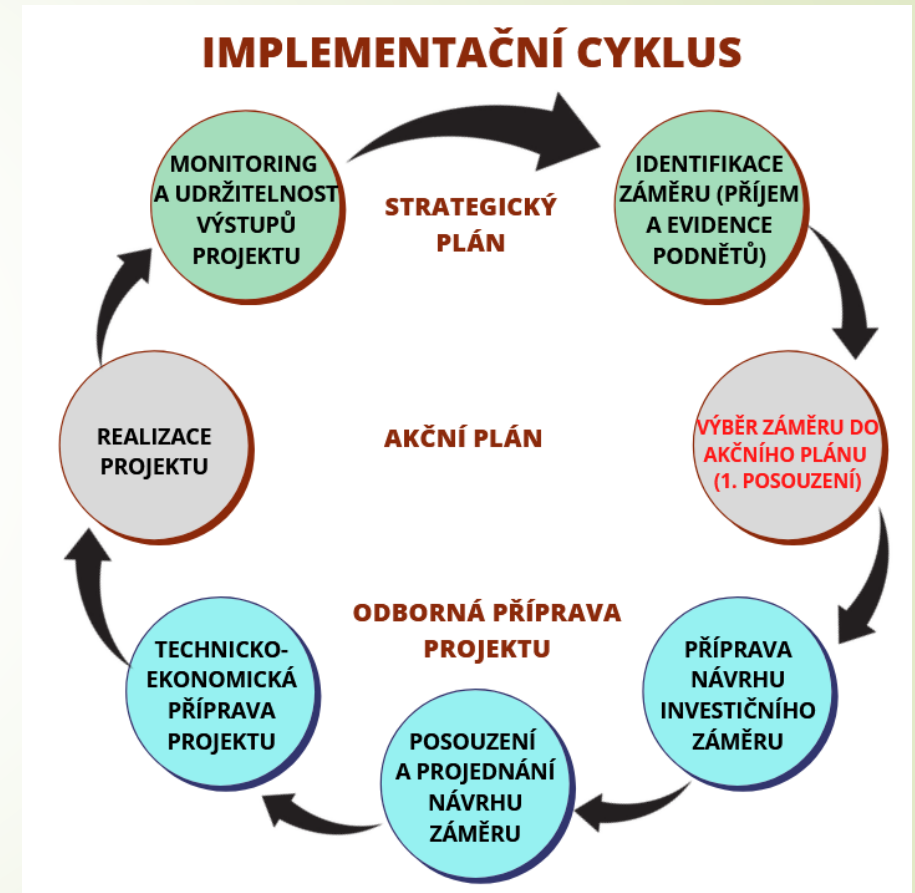 IMPLEMENTAČNÍ CYKLUS
MONITORING
A UDRŽITELNOST
VÝSTUPŮ
PROJEKTU
STRATEGICKÝ
PLÁN
IDENTIFIKACE
ZÁMĚRU (PŘÍJEM
A EVIDENCE
PODNĚTŮ)
REALIZACE
PROJEKTU
AKČNÍ PLÁN
VÝBĚR ZÁMĚRU DO
AKČNÍHO PLÁNU
(1. POSOUZENÍ)
ODBORNÁ PŘÍPRAVA
PROJEKTU
TECHNICKO-
EKONOMICKÁ
PŘÍPRAVA
PROJEKTU
POSOUZENÍ
A PROJEDNÁNÍ
NÁVRHU
ZÁMĚRU
PŘÍPRAVA
NÁVRHU
INVESTIČNÍHO
ZÁMĚRU